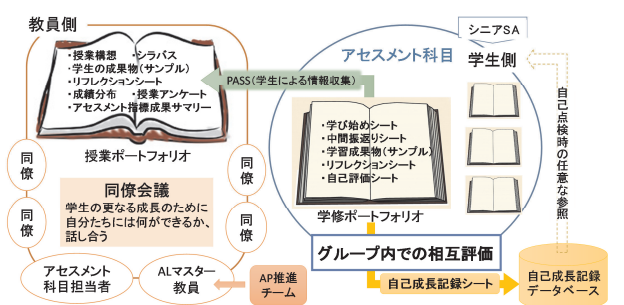 教員側
・授業構想 ・シラバス
・学生の成果物(サンプル)
・リフレクションシート
・成績分布 ・授業アンケート
・アセスメント指標成果サマリー
授業ポートフォリオ
同僚
同僚
同僚
同僚
同僚会議
学生の更なる成長のために
自分たちには何ができるか、
話し合う
アセスメント
科目担当者
ALマスター
教員
AP推進
チーム
PASS(学生による情報収集)
アセスメント科目
シニアSA
学生側
・学び始めシート
・中間振返りシート
・学習成果物(サンプル)
・リフレクションシート
・自己評価シート
学修ポートフォリオ
グループ内での相互評価
自己成長記録シート
自己成長記録
データベース
自己点検時の任意な参照